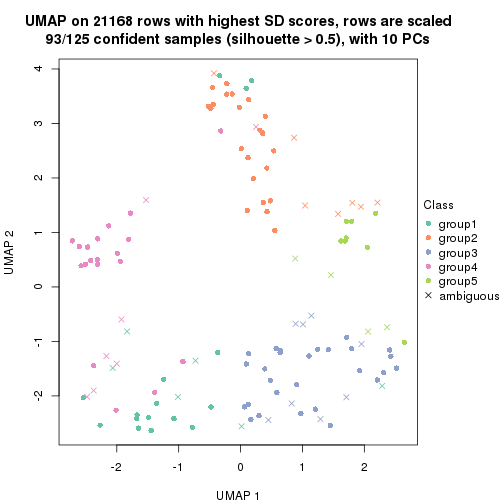 UMAP on 21168 rows with highest SD scores, rows are scaled
93/125 confident samples (silhouette > 0.5), with 10 PCs
4
3
2
1
0
-1
-2
UMAP 2
-2
-1
0
1
2
UMAP 1
Class
group1
group2
group3
group4
group5
ambiguous